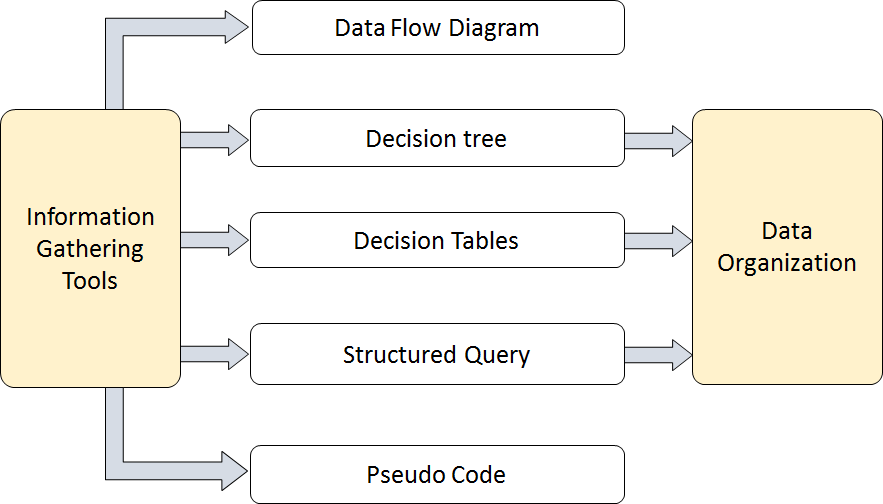 Data Flow Diagram
Information
Gathering
Tools
Decision tree
Decision Tables
Structured Query
Pseudo Code
Data
Organization